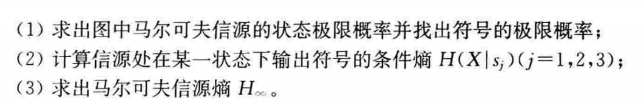 (1) 求出图中马尔可夫信源的状态极限概率并找出符号的极限概率；
(2) 计算信源处在某一状态下输出符号的条件熵 H(X|s_j)(j=1,2,3)；
(3) 求出马尔可夫信源熵 H_∞。